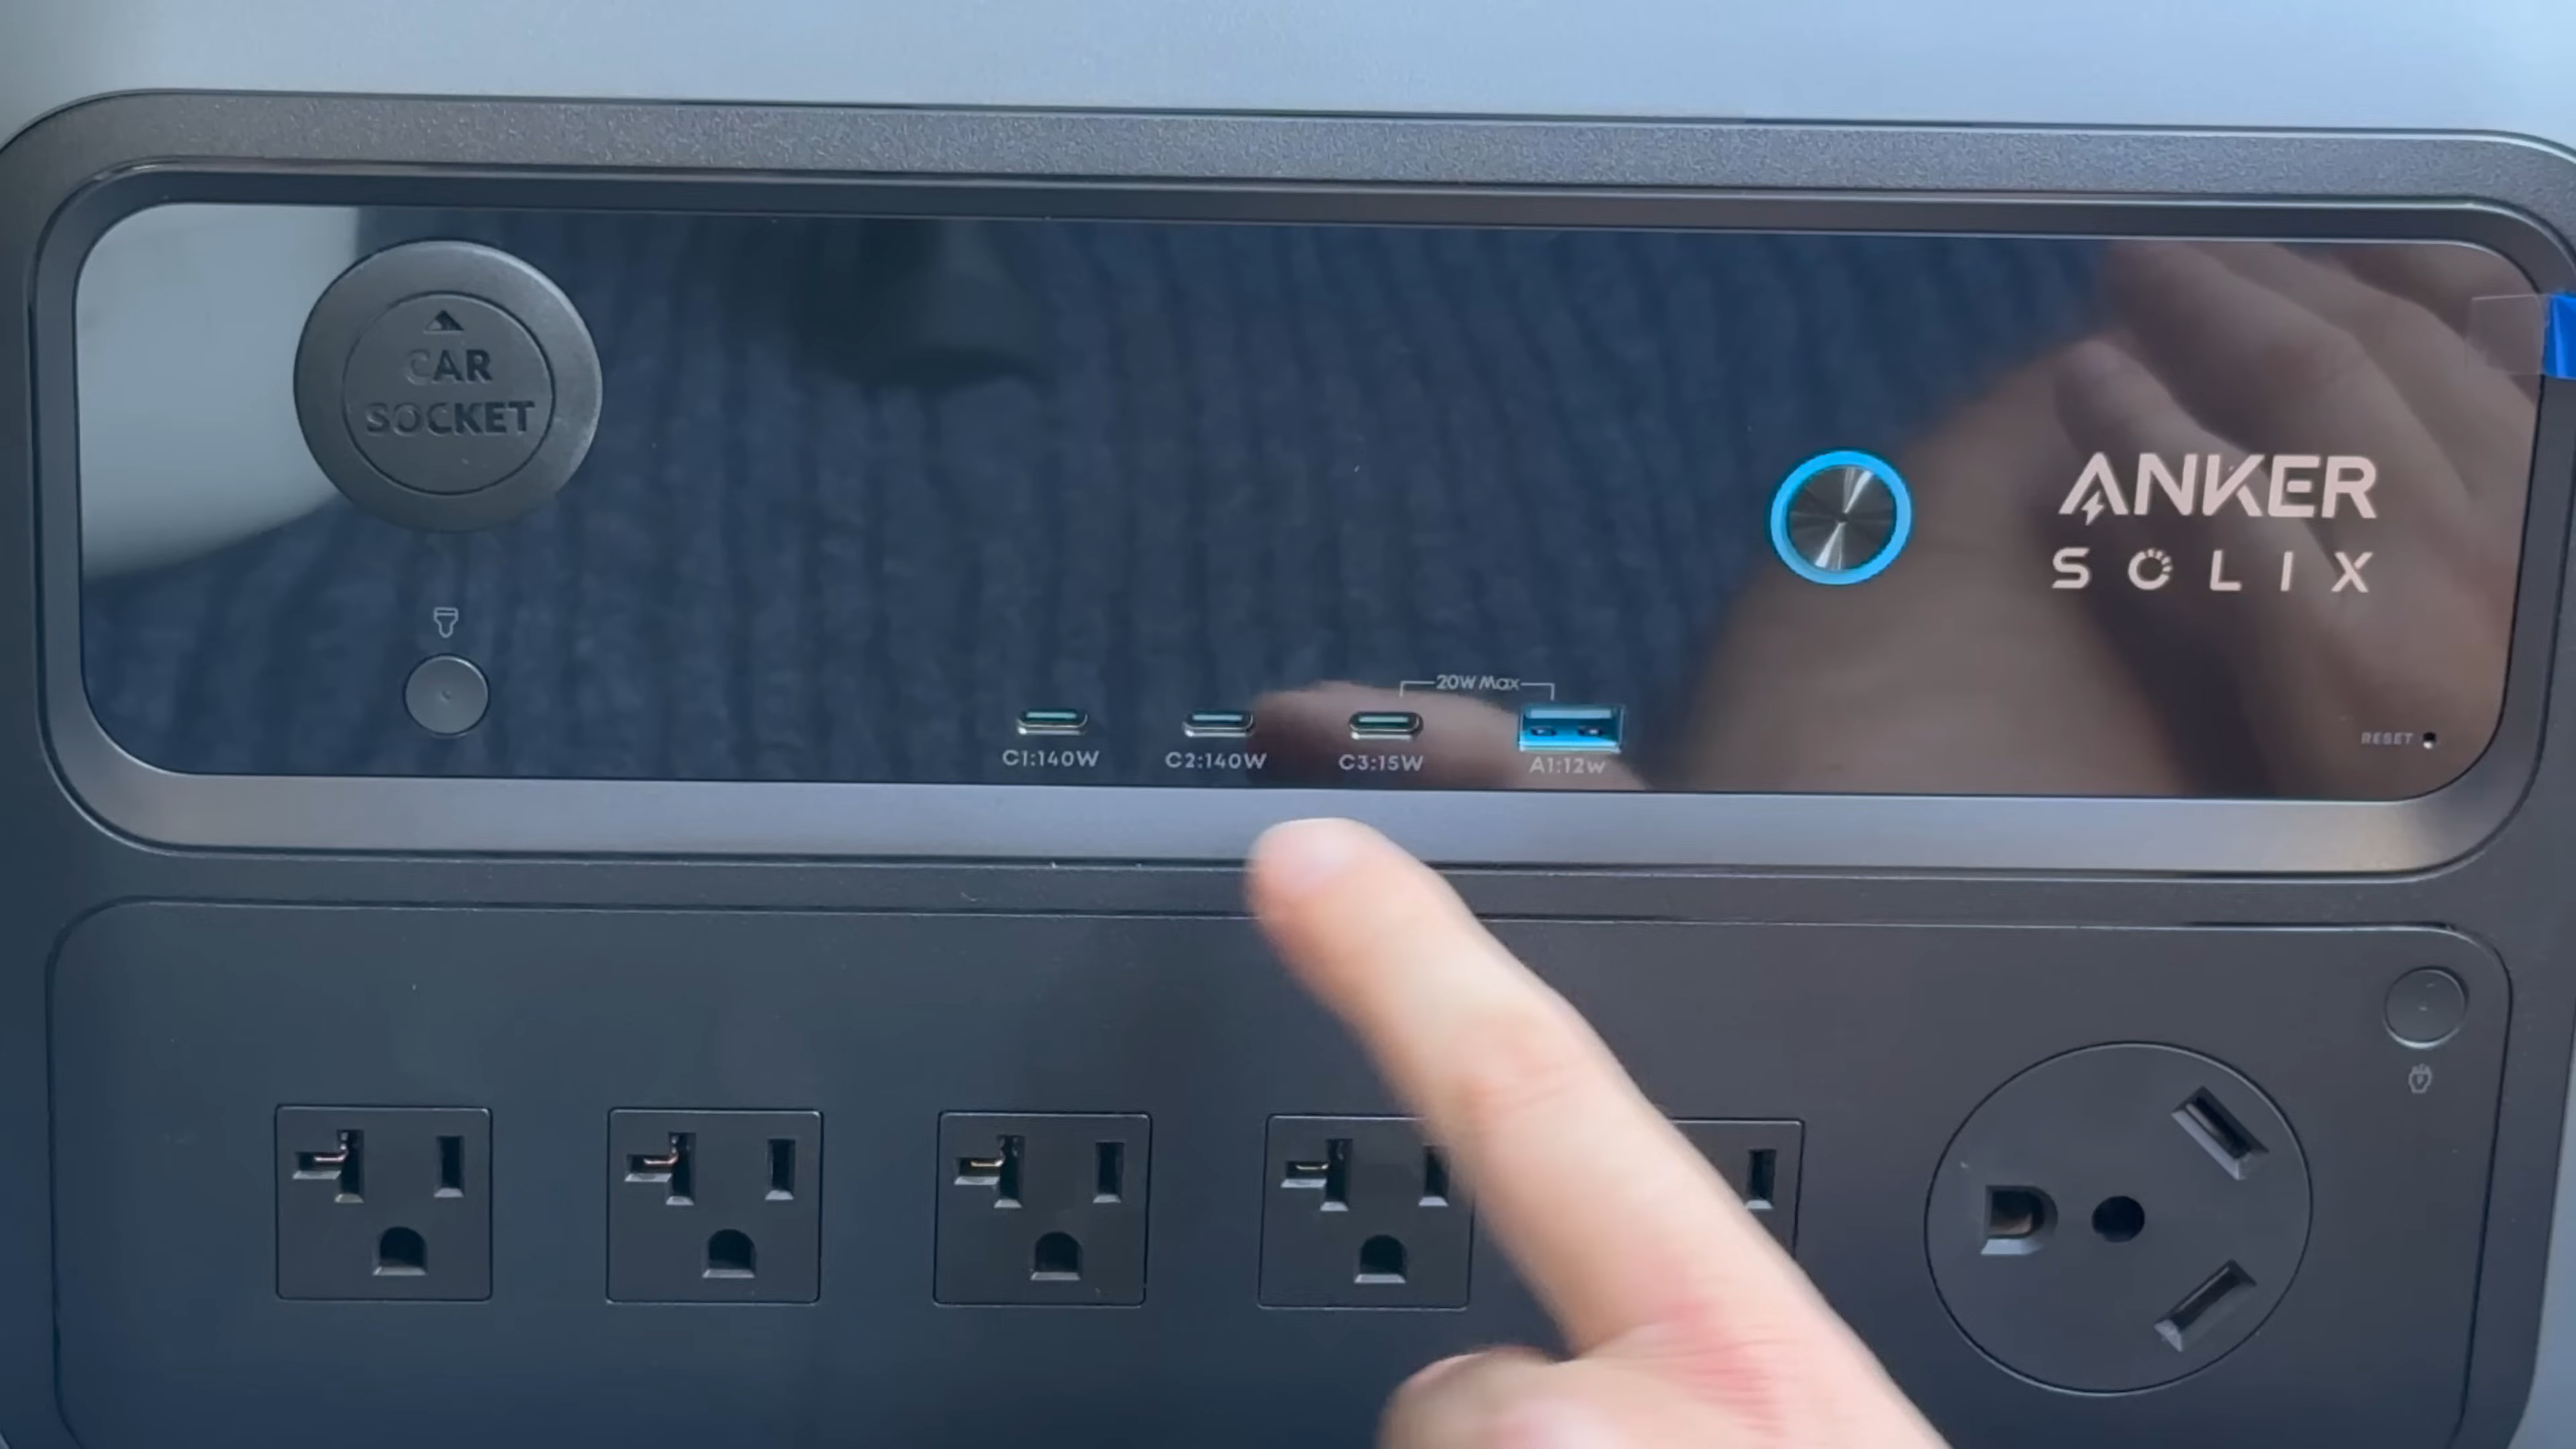 CAR
SOCKET
ANKER
SOLIX
20W Max
C1:140W
C2:140W
C3:15W
A1:12w
RESET